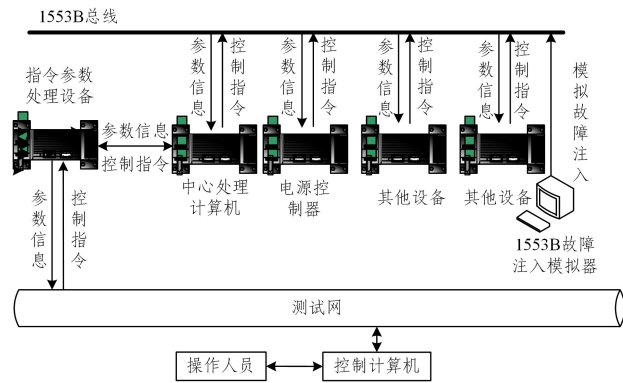 1553B总线
指令参数
处理设备
参数信息
控制指令
参数信息
控制指令
参数信息
控制指令
参数信息
控制指令
模拟故障注入
参数信息
控制指令
中心处理
计算机
电源控
制器
其他设备
其他设备
参数信息
控制指令
1553B故障
注入模拟器
测试网
操作人员
控制计算机